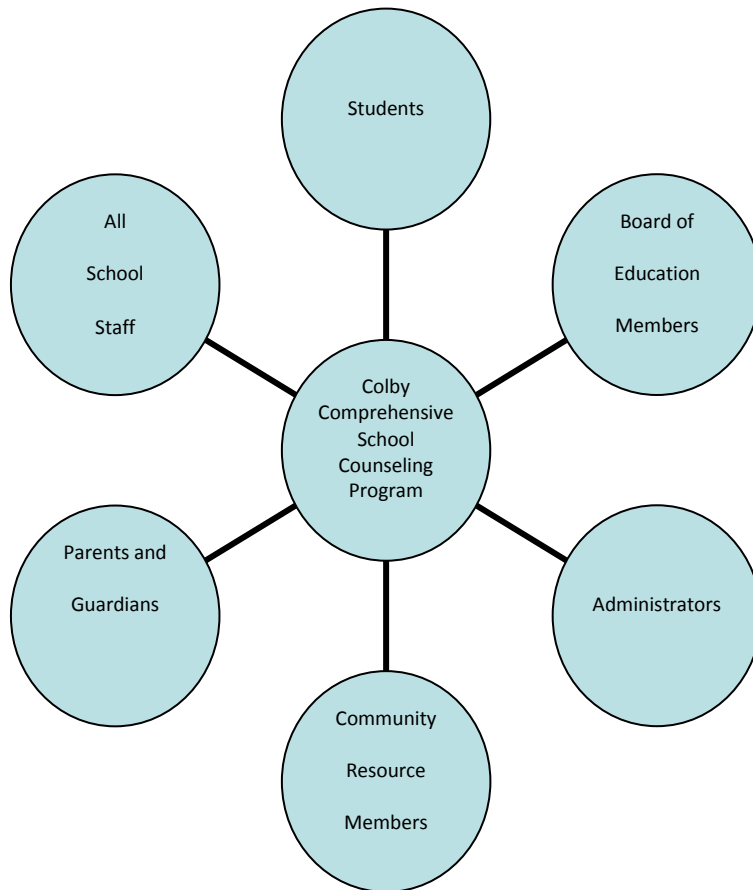 Students
All
School
Staff
Board of
Education
Members
Colby
Comprehensive
School
Counseling
Program
Parents and
Guardians
Administrators
Community
Resource
Members